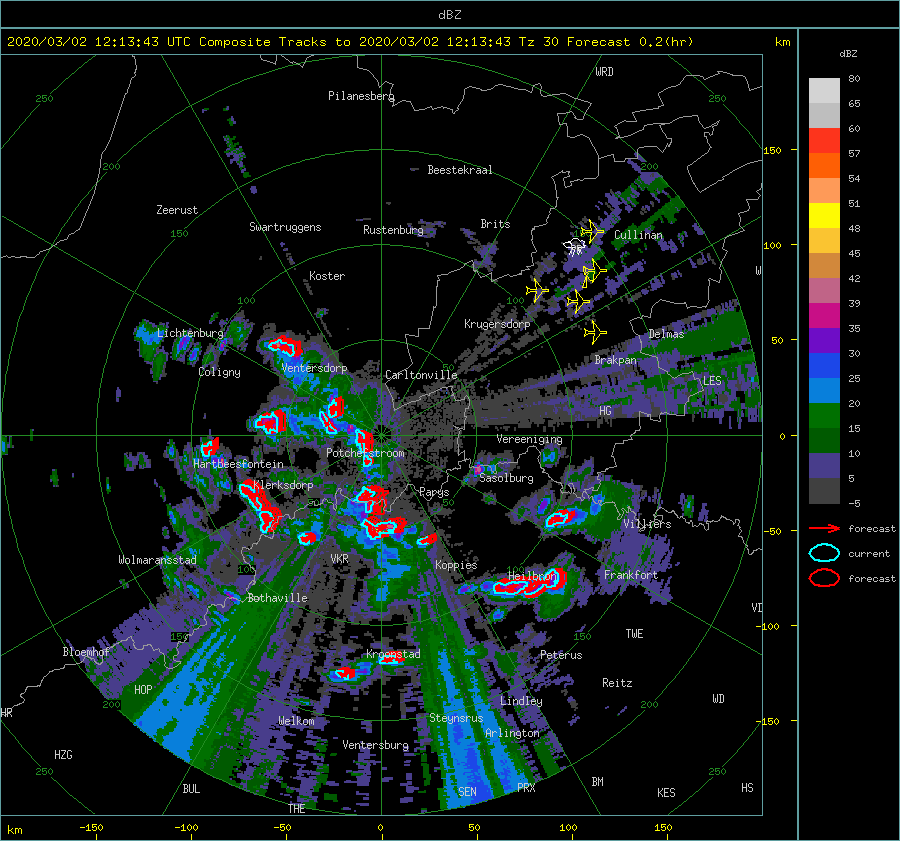 dBZ
2020/03/02 12:13:43 UTC Composite Tracks to 2020/03/02 12:13:43 Tz 30 Forecast 0.2(hr)
km
dBZ
WRD
250
Pilanesberg
250
80
65
60
57
54
51
48
45
42
39
35
30
25
20
15
10
5
-5
forecast
current
forecast
150
100
50
0
-50
-100
-150
200
Beestekraal
200
Zeerust
150
Swartruggens
Rustenburg
Brits
Cullinan
Koster
100
100
Krugersdorp
Lichtenburg
Delmas
Coligny
Ventersdorp
Carltonville
Brakpan
LES
HG
Vereeniging
Potchefstroom
Hartbeesfontein
Klerksdorp
Sasolburg
Parys
50
50
Villiers
Wolmaransstad
VKR
Koppies
100
Heilbron
Frankfort
Bothaville
VD
150
150
TWE
Bloemhof
Kroonstad
Peterus
HOP
Reitz
Lindley
WD
200
200
HR
Welkom
Steynsrus
Arlington
HZG
Ventersburg
250
250
BUL
SEN
PRX
BM
KES
HS
THE
km
-150
-100
-50
0
50
100
150